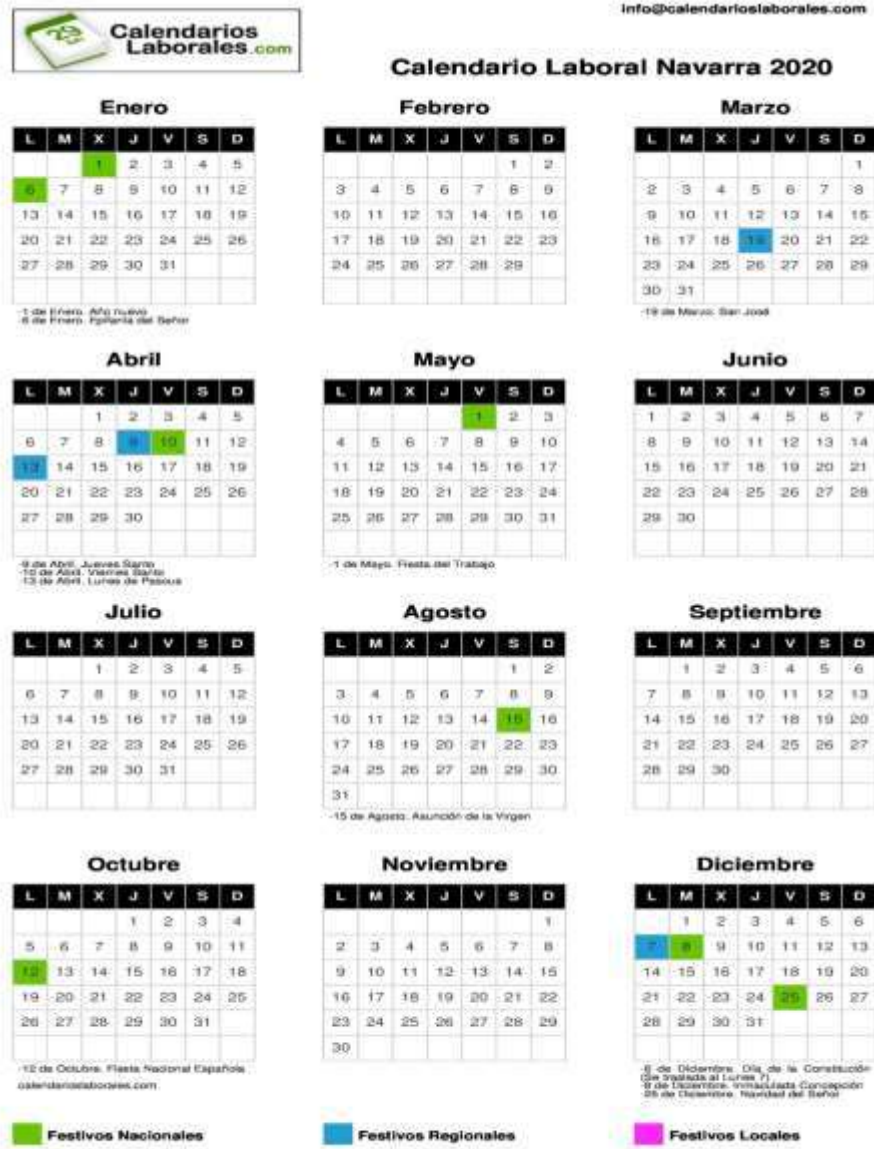 info@calendarioslaborales.com
Calendarios
Laborales.com
Calendario Laboral Navarra 2020
Enero Febrero Marzo
L M X J V S D L M X J V S D L M X J V S D
1 2 3 4 5 1 2 1
6 7 8 9 10 11 12 3 4 5 6 7 8 9 2 3 4 5 6 7 8
13 14 15 16 17 18 19 10 11 12 13 14 15 16 9 10 11 12 13 14 15
20 21 22 23 24 25 26 17 18 19 20 21 22 23 16 17 18 19 20 21 22
27 28 29 30 31 24 25 26 27 28 29 23 24 25 26 27 28 29
30 31
-1 de Enero. Año nuevo -19 de Marzo. San José
-6 de Enero. Epifanía del Señor
Abril Mayo Junio
L M X J V S D L M X J V S D L M X J V S D
1 2 3 4 5 1 2 3 1 2 3 4 5 6 7
6 7 8 9 10 11 12 4 5 6 7 8 9 10 8 9 10 11 12 13 14
13 14 15 16 17 18 19 11 12 13 14 15 16 17 15 16 17 18 19 20 21
20 21 22 23 24 25 26 18 19 20 21 22 23 24 22 23 24 25 26 27 28
27 28 29 30 25 26 27 28 29 30 31 29 30
-9 de Abril. Jueves Santo -1 de Mayo. Fiesta del Trabajo
-10 de Abril. Viernes Santo
-13 de Abril. Lunes de Pascua
Julio Agosto Septiembre
L M X J V S D L M X J V S D L M X J V S D
1 2 3 4 5 1 2 1 2 3 4 5 6
6 7 8 9 10 11 12 3 4 5 6 7 8 9 7 8 9 10 11 12 13
13 14 15 16 17 18 19 10 11 12 13 14 15 16 14 15 16 17 18 19 20
20 21 22 23 24 25 26 17 18 19 20 21 22 23 21 22 23 24 25 26 27
27 28 29 30 31 24 25 26 27 28 29 30 28 29 30
31
-15 de Agosto. Asunción de la Virgen
Octubre Noviembre Diciembre
L M X J V S D L M X J V S D L M X J V S D
1 2 3 4 1 1 2 3 4 5 6
5 6 7 8 9 10 11 2 3 4 5 6 7 8 7 8 9 10 11 12 13
12 13 14 15 16 17 18 9 10 11 12 13 14 15 14 15 16 17 18 19 20
19 20 21 22 23 24 25 16 17 18 19 20 21 22 21 22 23 24 25 26 27
26 27 28 29 30 31 23 24 25 26 27 28 29 28 29 30 31
30
-12 de Octubre. Fiesta Nacional Española -6 de Diciembre. Día de la Constitución
calendarioslaborales.com (Se traslada al Lunes 7)
-8 de Diciembre. Inmaculada Concepción
-25 de Diciembre. Navidad del Señor
Festivos Nacionales Festivos Regionales Festivos Locales